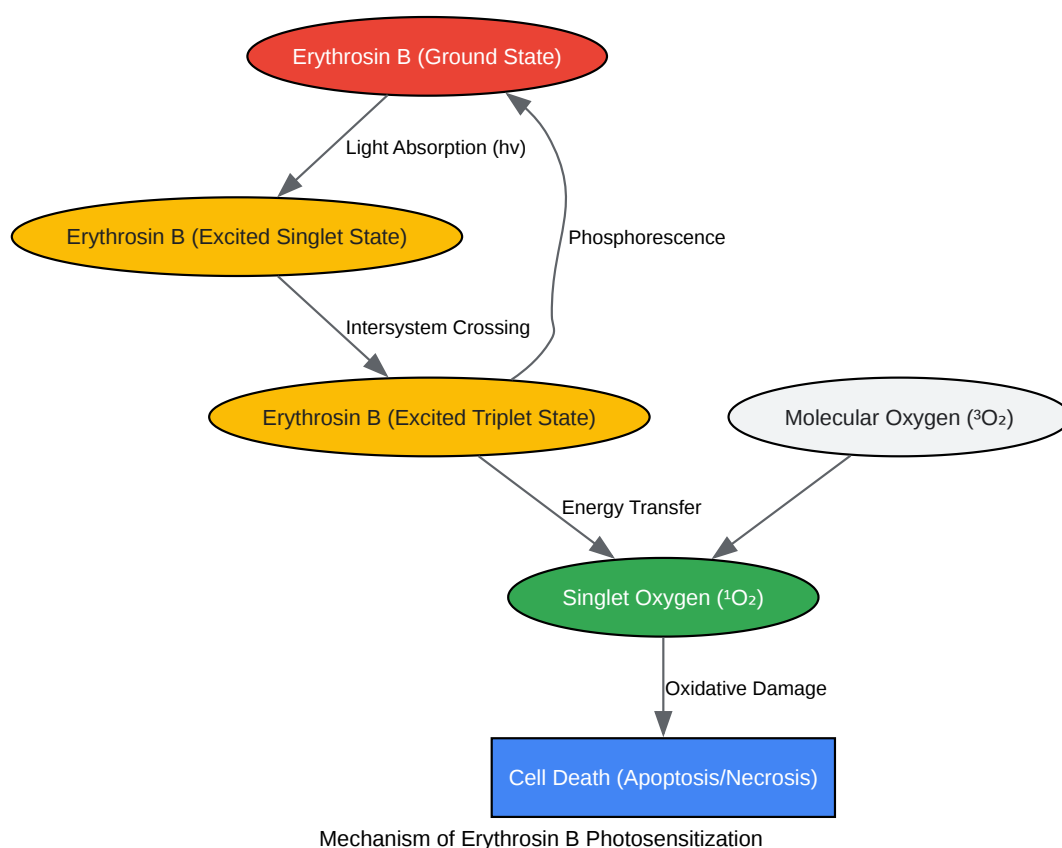 Erythrosin B (Ground State)
Light Absorption (hv)
Erythrosin B (Excited Singlet State)
Phosphorescence
Intersystem Crossing
Erythrosin B (Excited Triplet State)
Molecular Oxygen (³O₂)
Energy Transfer
Singlet Oxygen (¹O₂)
Oxidative Damage
Cell Death (Apoptosis/Necrosis)
Mechanism of Erythrosin B Photosensitization